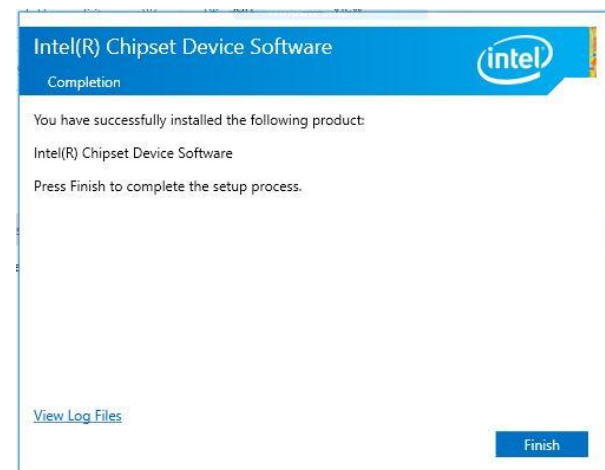 Intel(R) Chipset Device Software
intel
Completion
You have successfully installed the following product:
Intel(R) Chipset Device Software
Press Finish to complete the setup process.
View Log Files
Finish